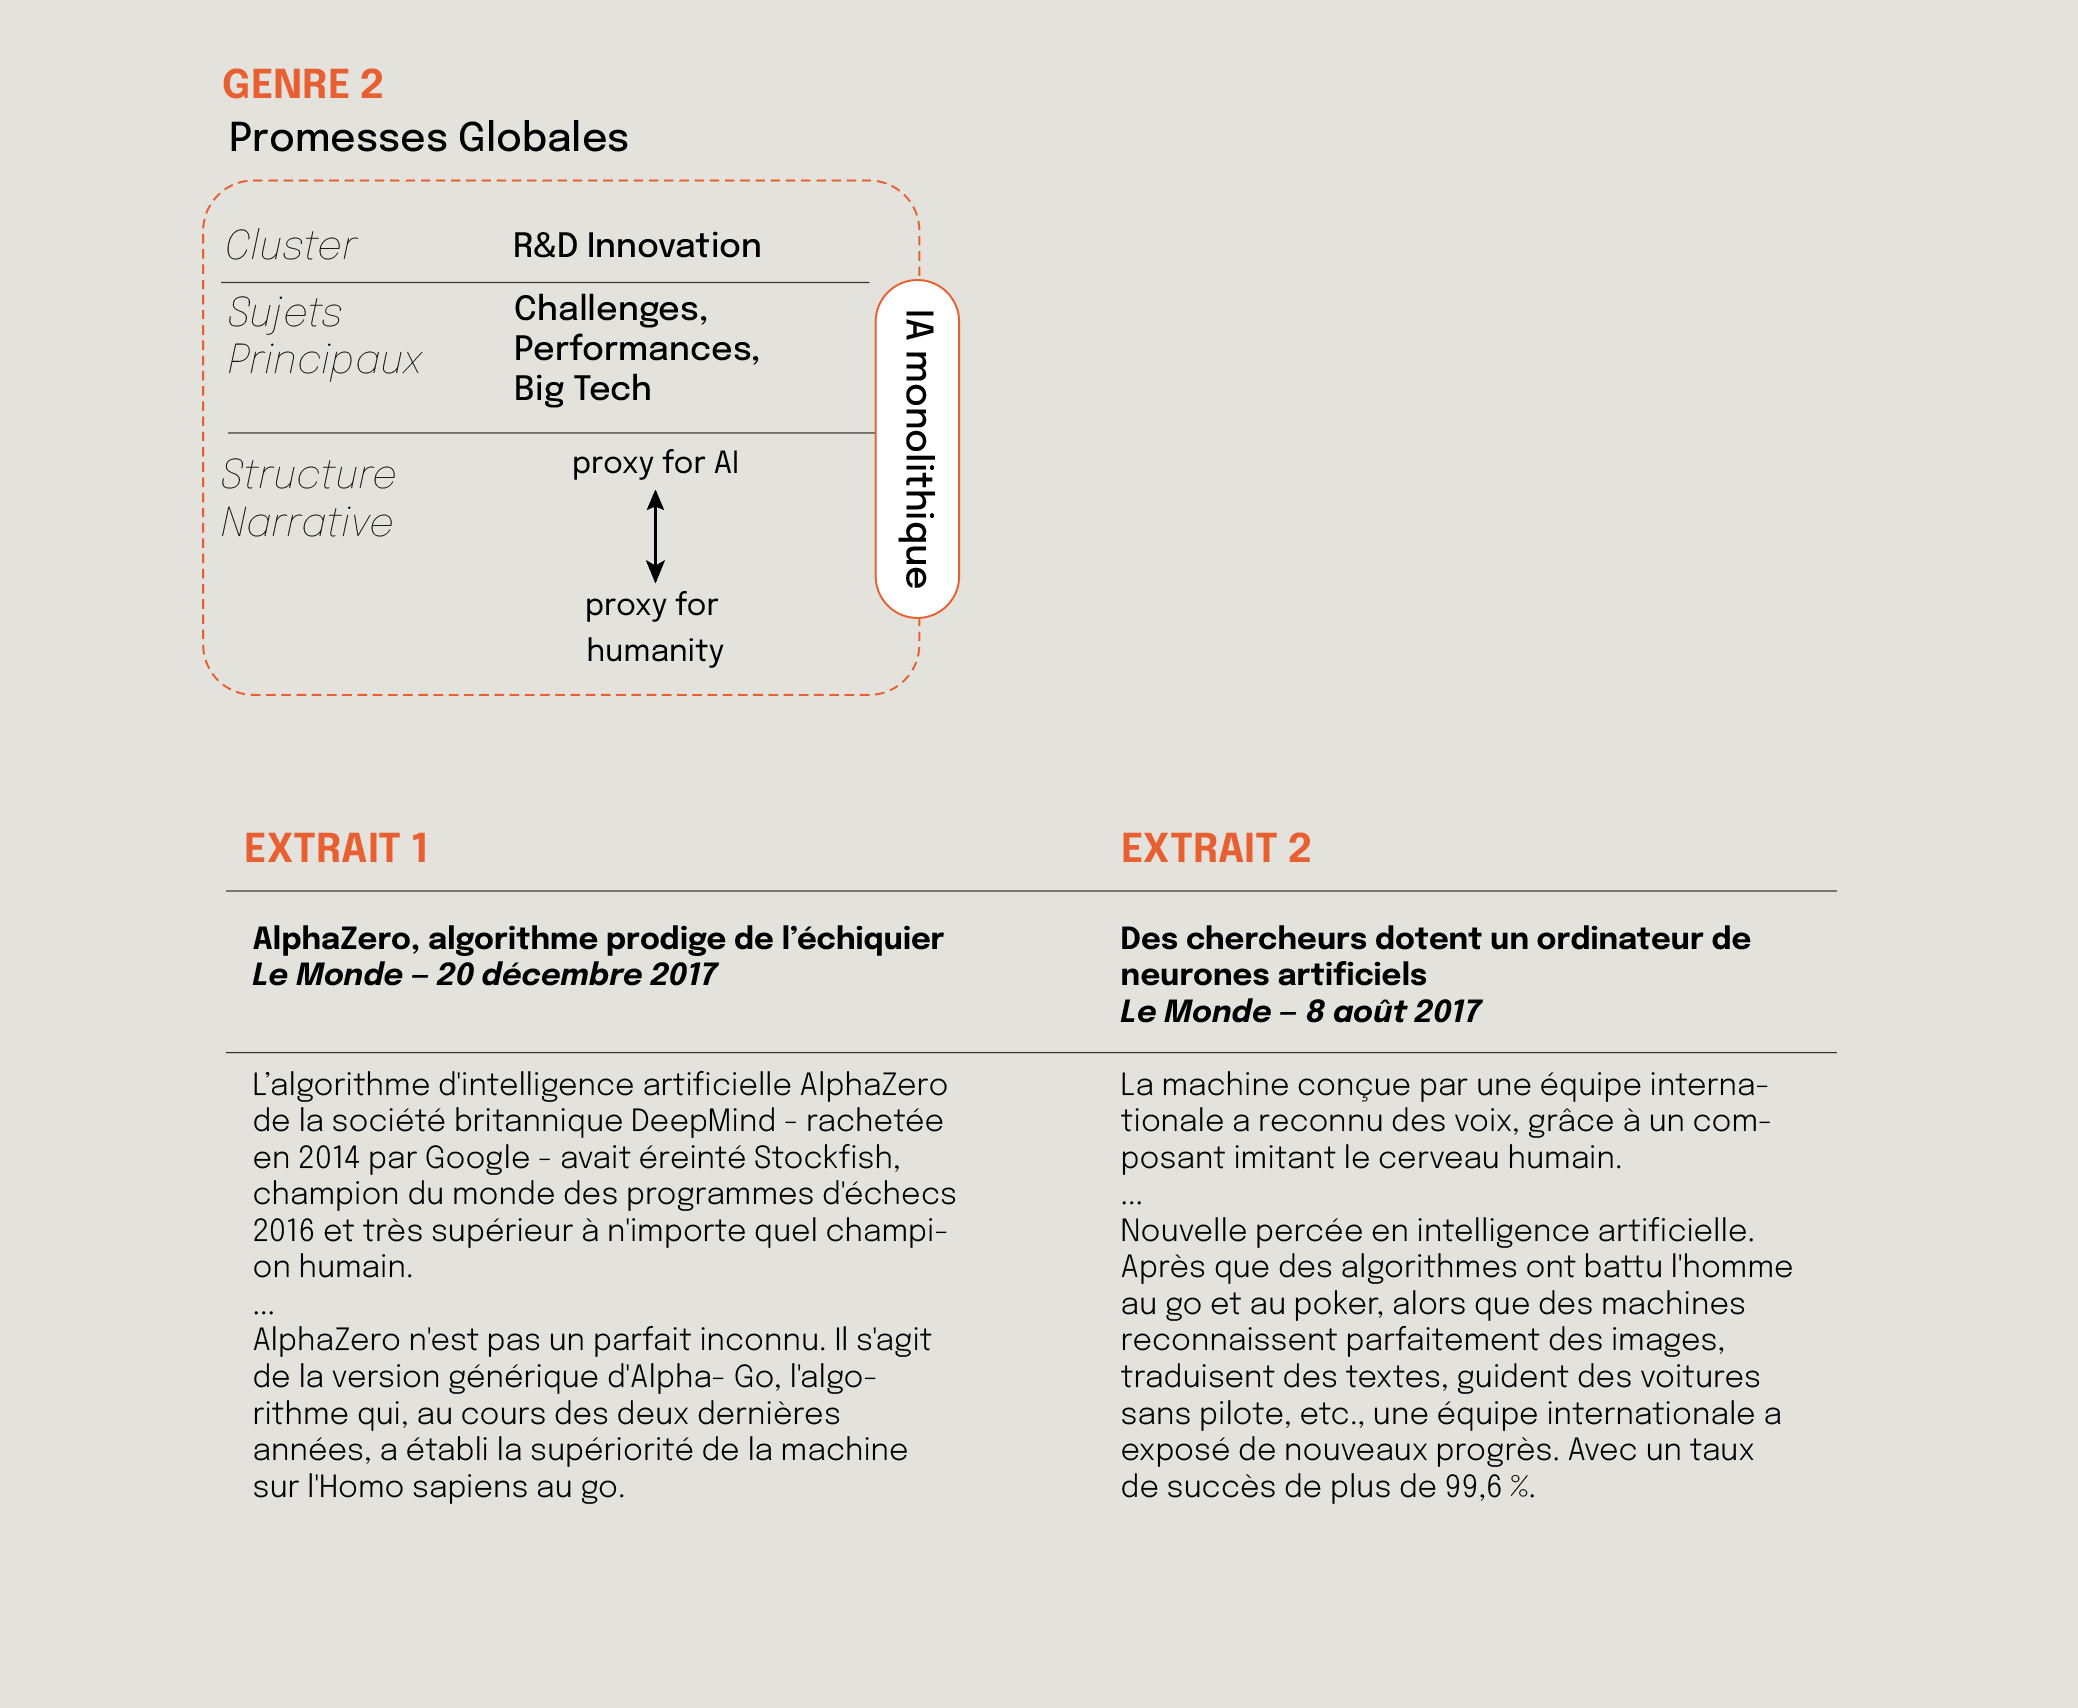 GENRE 2
Promesses Globales
Cluster
R&D Innovation
Sujets
Principaux
Challenges,
Performances,
Big Tech
Structure
Narrative
proxy for AI
proxy for
humanity
IA monolithique
EXTRAIT 1
AlphaZero, algorithme prodige de l’échiquier
Le Monde – 20 décembre 2017
L’algorithme d'intelligence artificielle AlphaZero
de la société britannique DeepMind - rachetée
en 2014 par Google - avait éreinté Stockfish,
champion du monde des programmes d'échecs
2016 et très supérieur à n'importe quel champi-
on humain.
...
AlphaZero n'est pas un parfait inconnu. Il s'agit
de la version générique d'Alpha- Go, l'algo-
rithme qui, au cours des deux dernières
années, a établi la supériorité de la machine
sur l'Homo sapiens au go.
EXTRAIT 2
Des chercheurs dotent un ordinateur de
neurones artificiels
Le Monde – 8 août 2017
La machine conçue par une équipe interna-
tionale a reconnu des voix, grâce à un com-
posant imitant le cerveau humain.
...
Nouvelle percée en intelligence artificielle.
Après que des algorithmes ont battu l'homme
au go et au poker, alors que des machines
reconnaissent parfaitement des images,
traduisent des textes, guident des voitures
sans pilote, etc., une équipe internationale a
exposé de nouveaux progrès. Avec un taux
de succès de plus de 99,6 %.